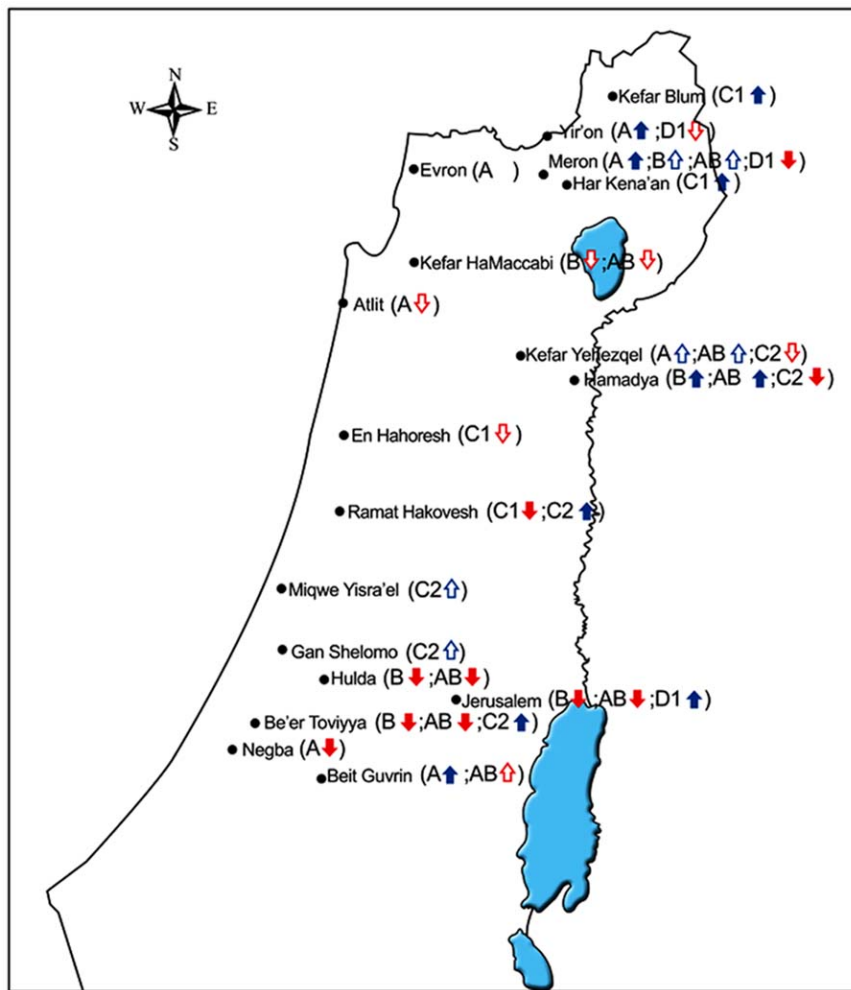 N
W E
S
Kefar Blum (C1⬆)
Yir'on (A⬆;D1⇩)
Meron (A⬆;B⇧;AB⇧;D1⬇)
Evron (A )
Har Kena'an (C1⬆)
Kefar HaMaccabi (B⇩;AB⇩)
Atlit (A⇩)
Kefar Yehezqel (A⇧;AB⇧;C2⇩)
Hamadya (B⬆;AB⬆;C2⬇)
En Hahoresh (C1⇩)
Ramat Hakovesh (C1⬇;C2⬆)
Miqwe Yisra'el (C2⇧)
Gan Shelomo (C2⇧)
Hulda (B⬇;AB⬇)
Jerusalem (B⬇;AB⬇;D1⬆)
Be'er Toviyya (B⬇;AB⬇;C2⬆)
Negba (A⬇)
Beit Guvrin (A⬆;AB⇧)